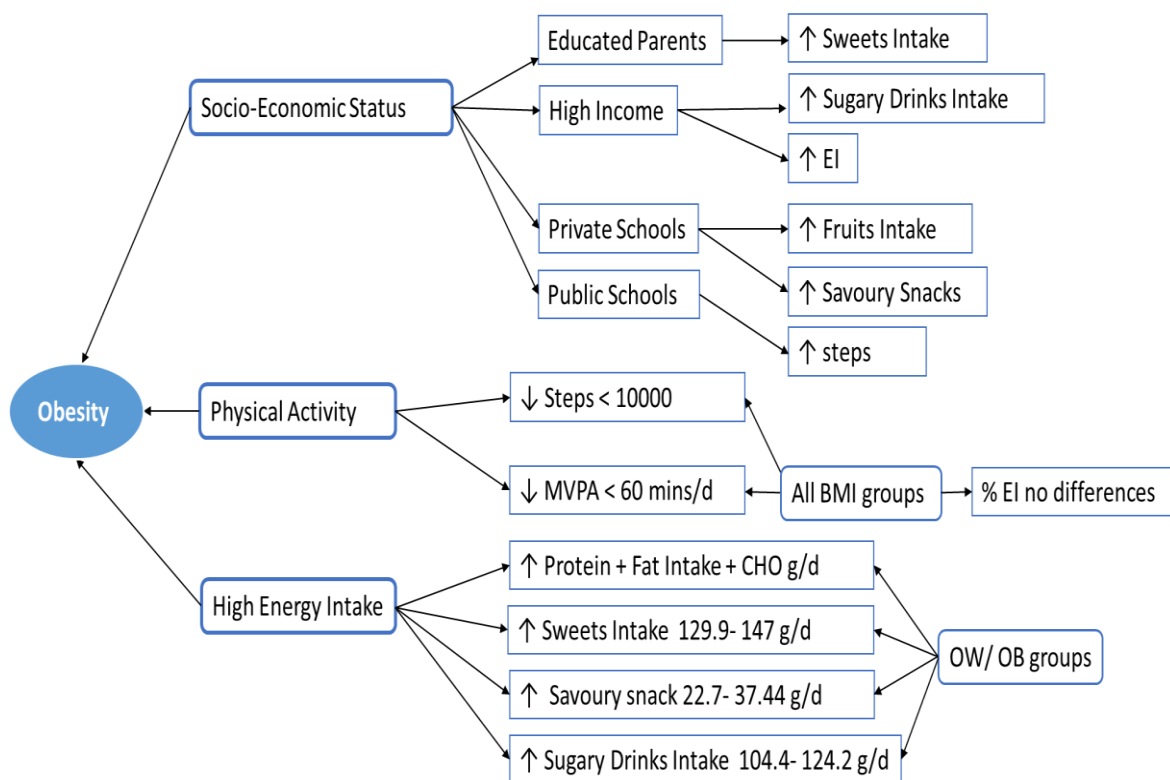 Educated Parents
↑ Sweets Intake
Socio-Economic Status
High Income
↑ Sugary Drinks Intake
↑ EI
Private Schools
↑ Fruits Intake
Public Schools
↑ Savoury Snacks
↑ steps
Obesity
Physical Activity
↓ Steps < 10000
↓ MVPA < 60 mins/d
All BMI groups
% EI no differences
High Energy Intake
↑ Protein + Fat Intake + CHO g/d
↑ Sweets Intake 129.9- 147 g/d
↑ Savoury snack 22.7- 37.44 g/d
↑ Sugary Drinks Intake 104.4- 124.2 g/d
OW/ OB groups